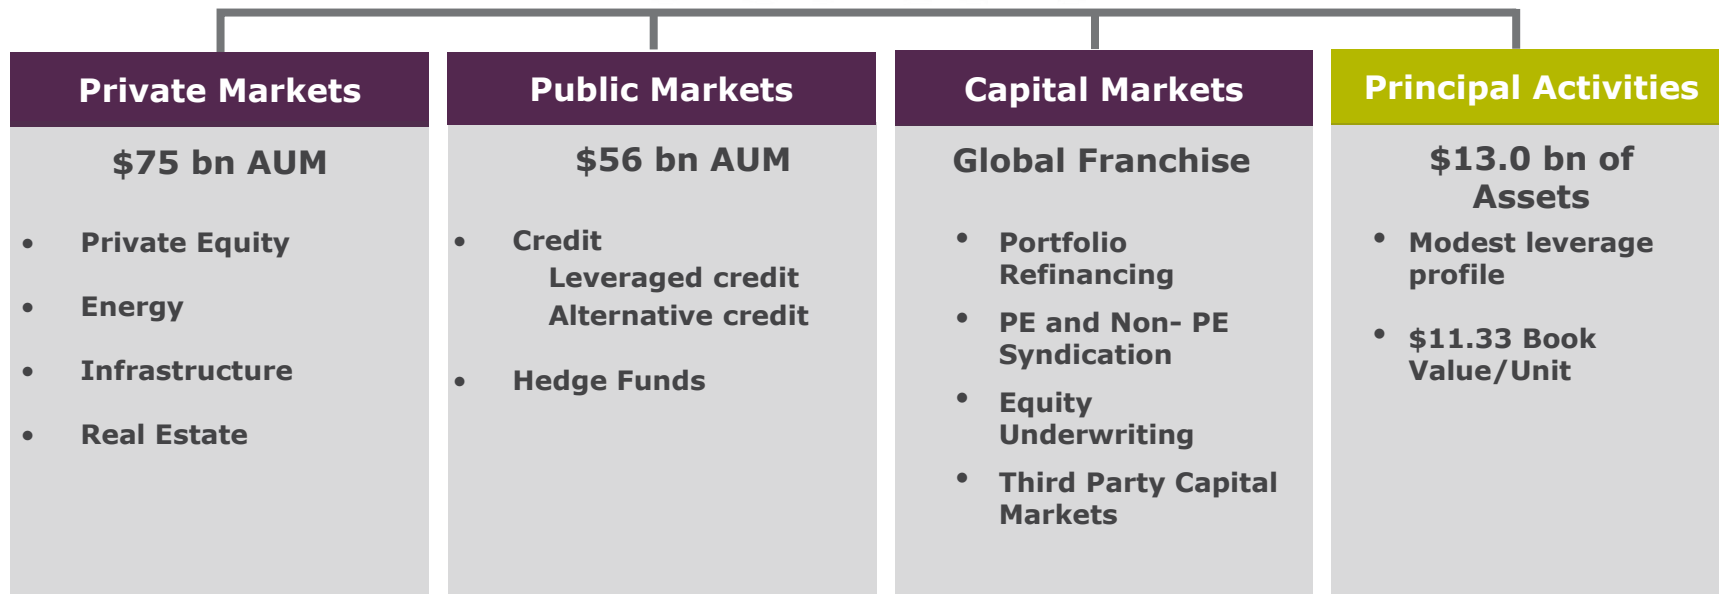 Private Markets
$75 bn AUM
• Private Equity
• Energy
• Infrastructure
• Real Estate
Public Markets
$56 bn AUM
• Credit
Leveraged credit
Alternative credit
• Hedge Funds
Capital Markets
Global Franchise
• Portfolio
Refinancing
• PE and Non- PE
Syndication
• Equity
Underwriting
• Third Party Capital
Markets
Principal Activities
$13.0 bn of
Assets
• Modest leverage
profile
• $11.33 Book
Value/Unit